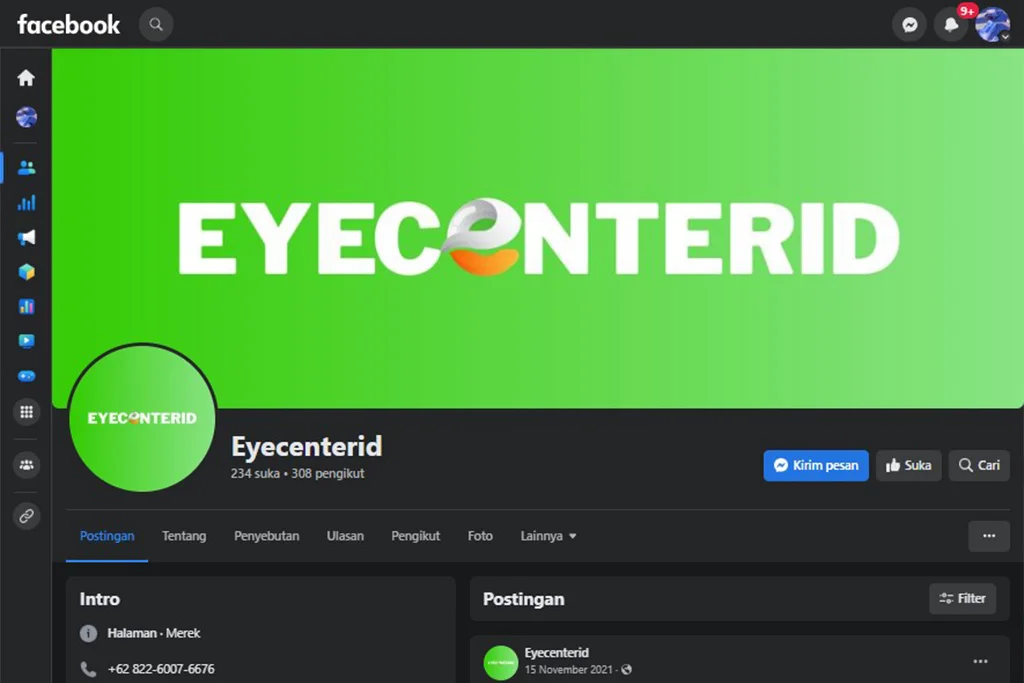 facebook
9+
EYECENTERID
EYECENTERID
Eyecenterid
234 suka • 308 pengikut
Kirim pesan
Suka
Cari
Postingan Tentang Penyebutan Ulasan Pengikut Foto Lainnya
Intro
Halaman · Merek
+62 822-6007-6676
Postingan
Filter
Eyecenterid
15 November 2021 ·